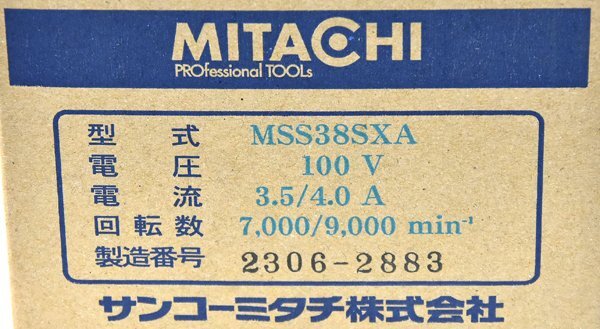 MITACHI
PROfessional TOOLs
型式 MSS38SXA
電圧 100 V
電流 3.5/4.0 A
回転数 7,000/9,000 min⁻¹
製造番号 2306-2883
サンコーミタチ株式会社